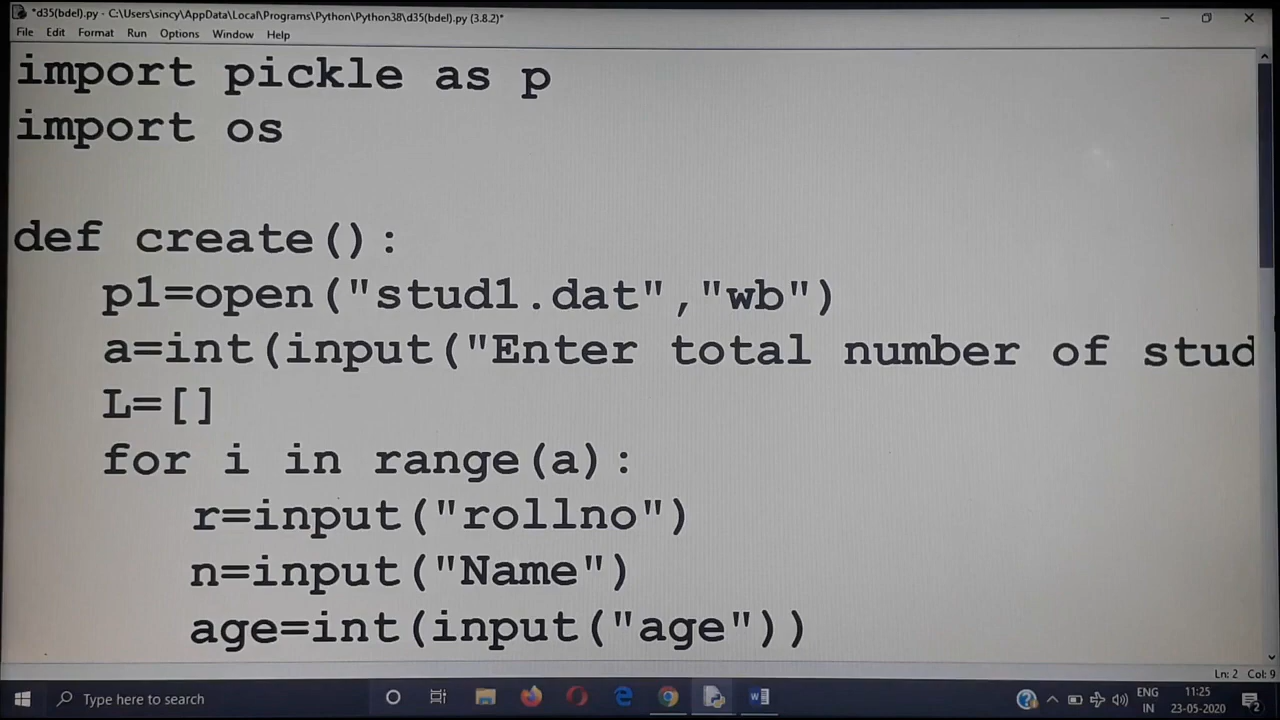 *d35(bdel).py - C:\Users\sincy/AppData/Local/Programs/Python/Python38\d35(bdel).py (3.8.2)*
File Edit Format Run Options Window Help
import pickle as p
import os
def create():
p1=open("stud1.dat","wb")
a=int(input("Enter total number of stud
L=[]
for i in range(a):
r=input("rollno")
n=input("Name")
age=int(input("age"))
Ln: 2 Col: 9
Type here to search
ENG
IN
11:25
23-05-2020
2